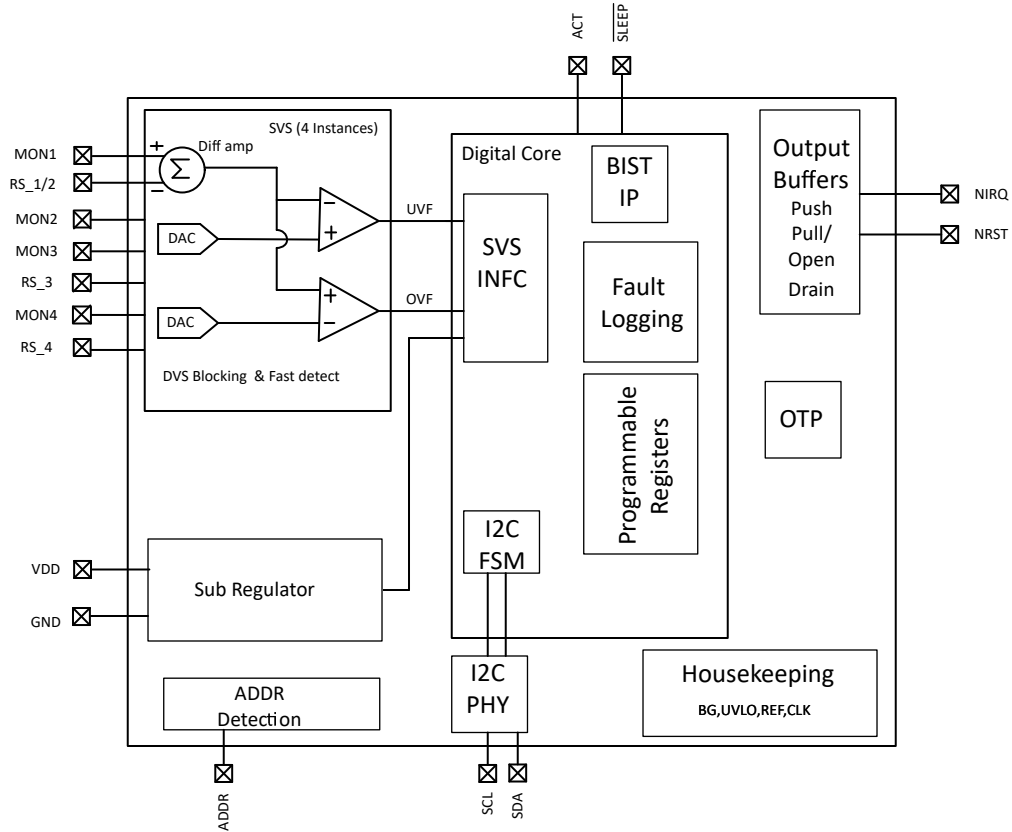 ACT
SLEEP
SVS (4 Instances)
+
Diff amp
Σ
−
MON1
RS_1/2
MON2
MON3
RS_3
MON4
RS_4
DAC
−
+
UVF
DAC
+
−
OVF
DVS Blocking & Fast detect
Digital Core
BIST
IP
SVS
INFC
Fault
Logging
Programmable
Registers
I2C
FSM
Output
Buffers
Push
Pull/
Open
Drain
NIRQ
NRST
OTP
VDD
GND
Sub Regulator
ADDR
Detection
I2C
PHY
Housekeeping
BG,UVLO,REF,CLK
ADDR
SCL
SDA